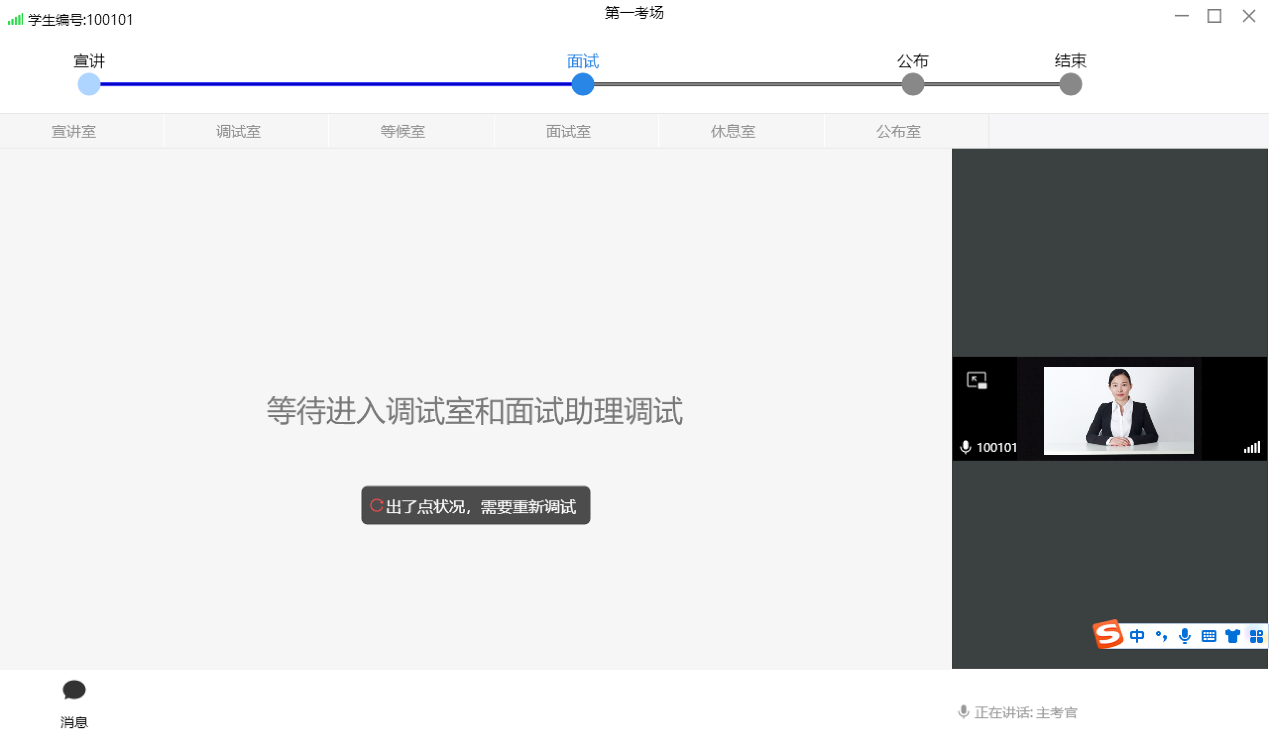 学生编号:100101
第一考场
宣讲
面试
公布
结束
宣讲室
调试室
等候室
面试室
休息室
公布室
等待进入调试室和面试助理调试
出了点状况，需要重新调试
100101
S中
消息
正在讲话: 主考官